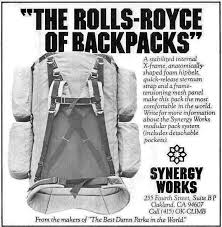 "THE ROLLS-ROYCE
OF BACKPACKS"
A stabilized internal
X-frame, anatomically
shaped foam hipbelt,
quick-release sternum
strap and a frame-
tensioning mesh panel
make this pack the most
comfortable in the world.
Write for more information
about the Synergy Works
modular pack system
(includes detachable
pockets).
SYNERGY
WORKS
255 Fourth Street, Suite B P
Oakland, CA 94607
Call (415) OK-CLIMB
From the makers of "The Best Damn Parka in the World."